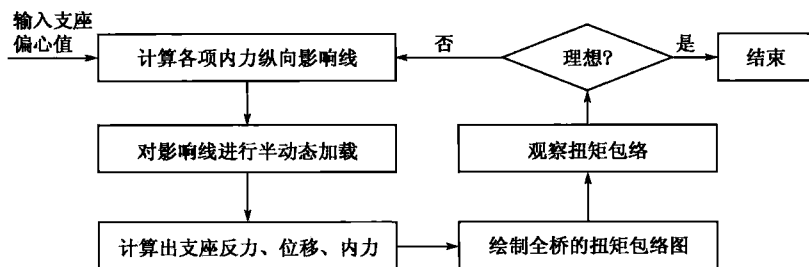 输入支座
偏心值
计算各项内力纵向影响线
否
理想?
是
结束
对影响线进行半动态加载
观察扭矩包络
计算出支座反力、位移、内力
绘制全桥的扭矩包络图